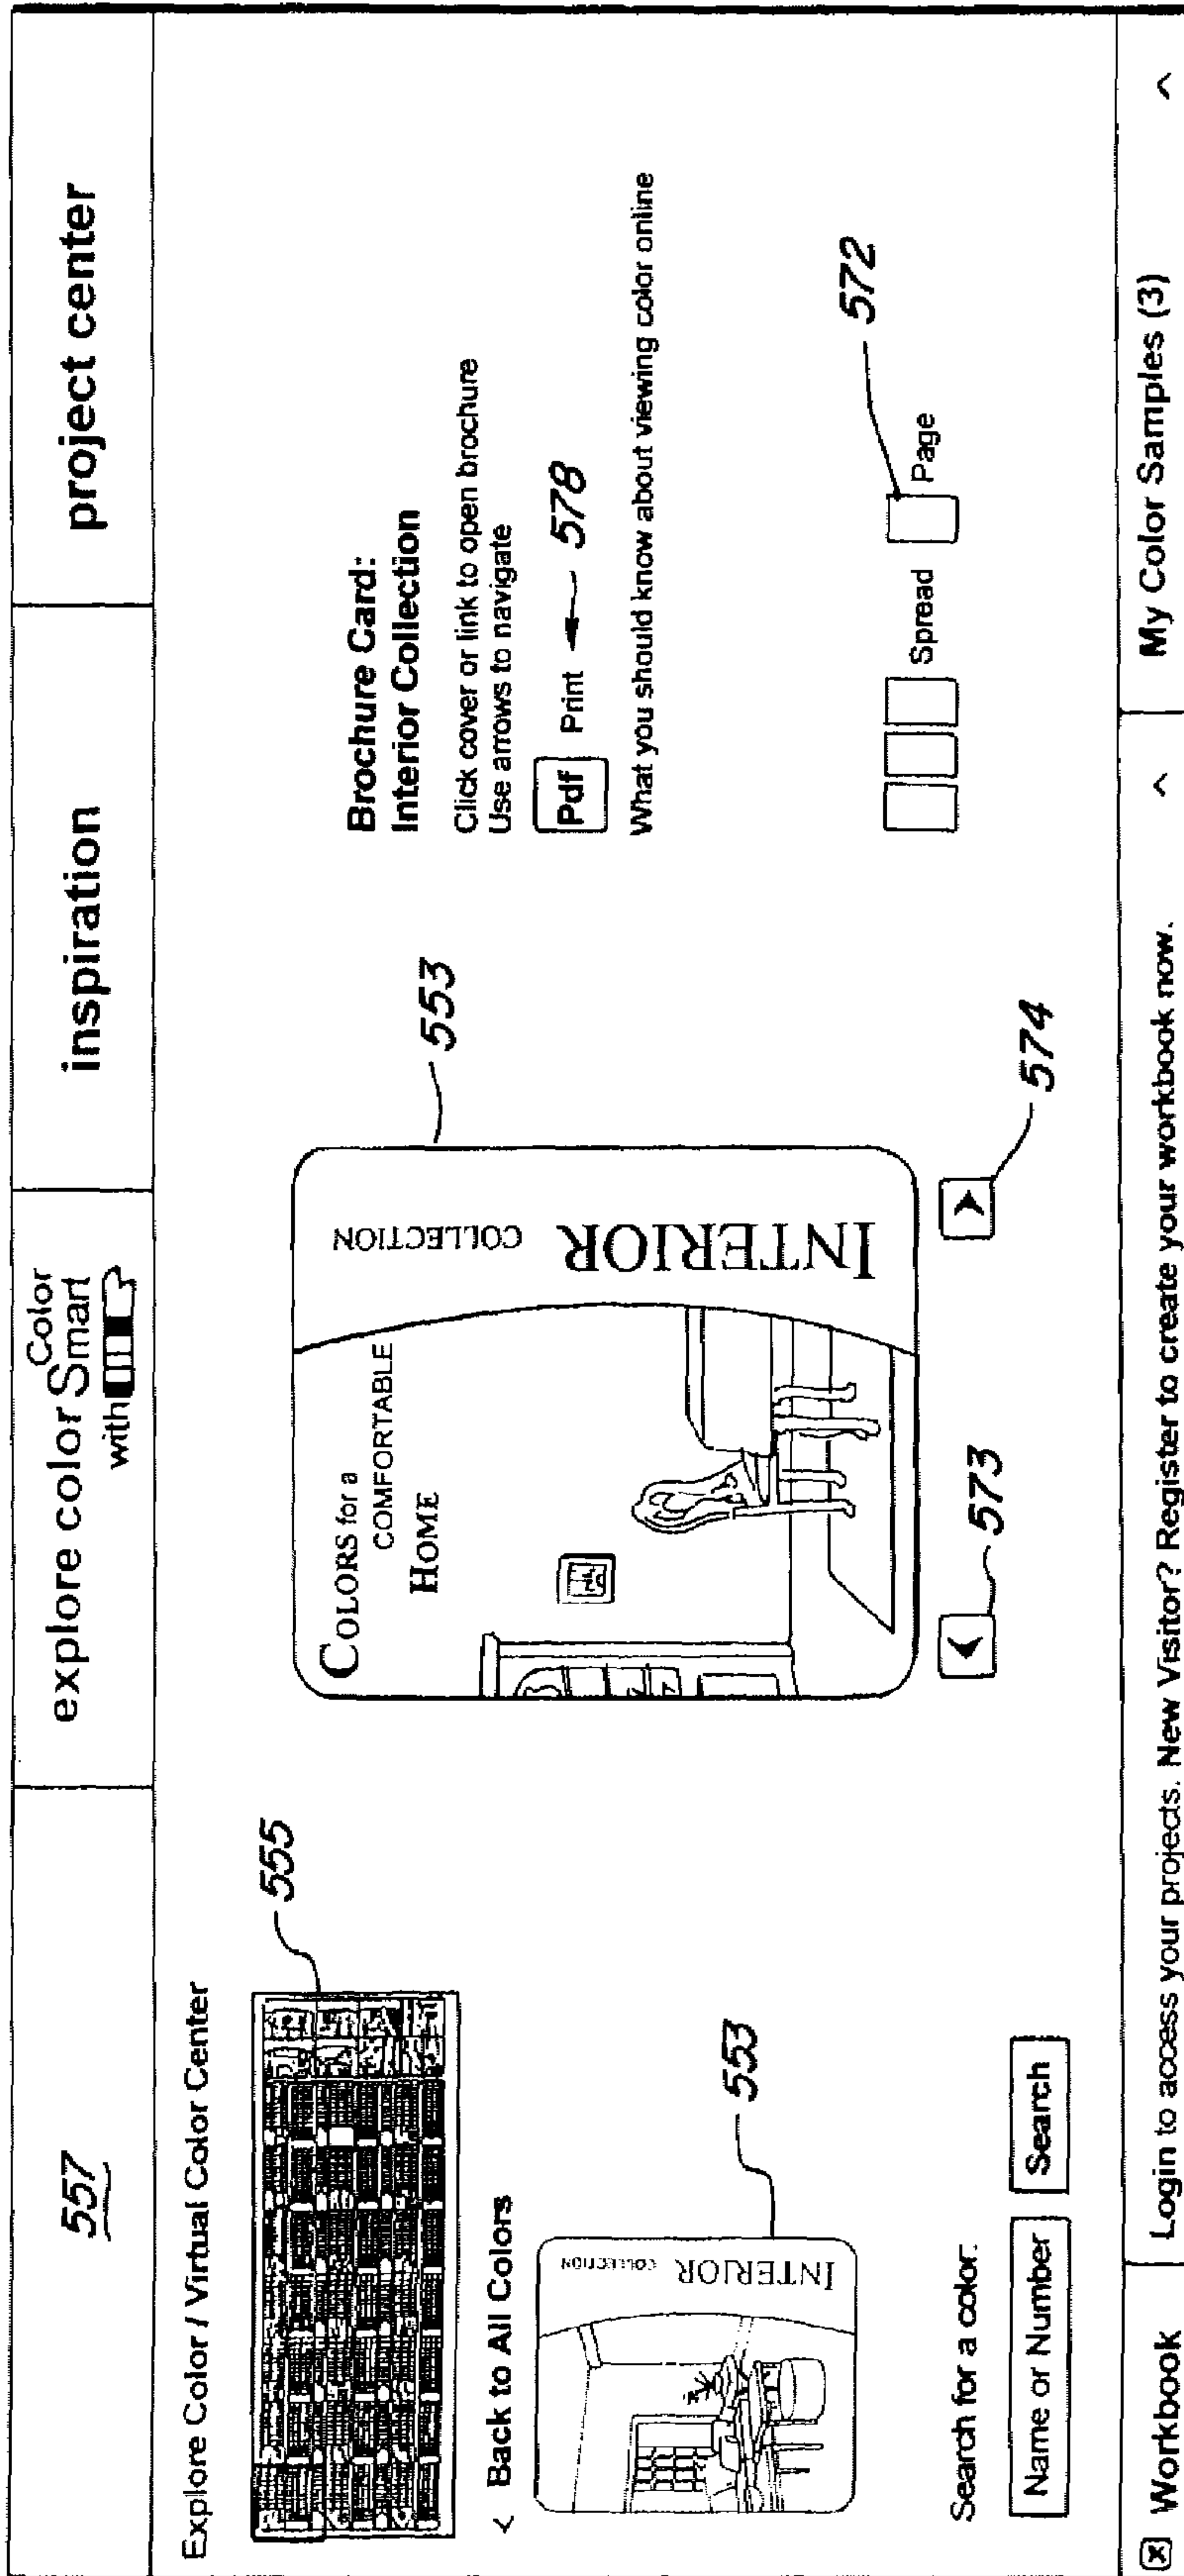 557
explore color
Color
Smart
with
inspiration
project center
Explore Color / Virtual Color Center
555
< Back to All Colors
INTERIOR
COLLECTION
553
Search for a color:
Name or Number
Search
COLORS for a
COMFORTABLE
HOME
INTERIOR
COLLECTION
553
573
574
Brochure Card:
Interior Collection
Click cover or link to open brochure
Use arrows to navigate
Pdf Print 578
What you should know about viewing color online
Spread Page
572
Workbook
Login to access your projects. New Visitor? Register to create your workbook now.
My Color Samples (3)